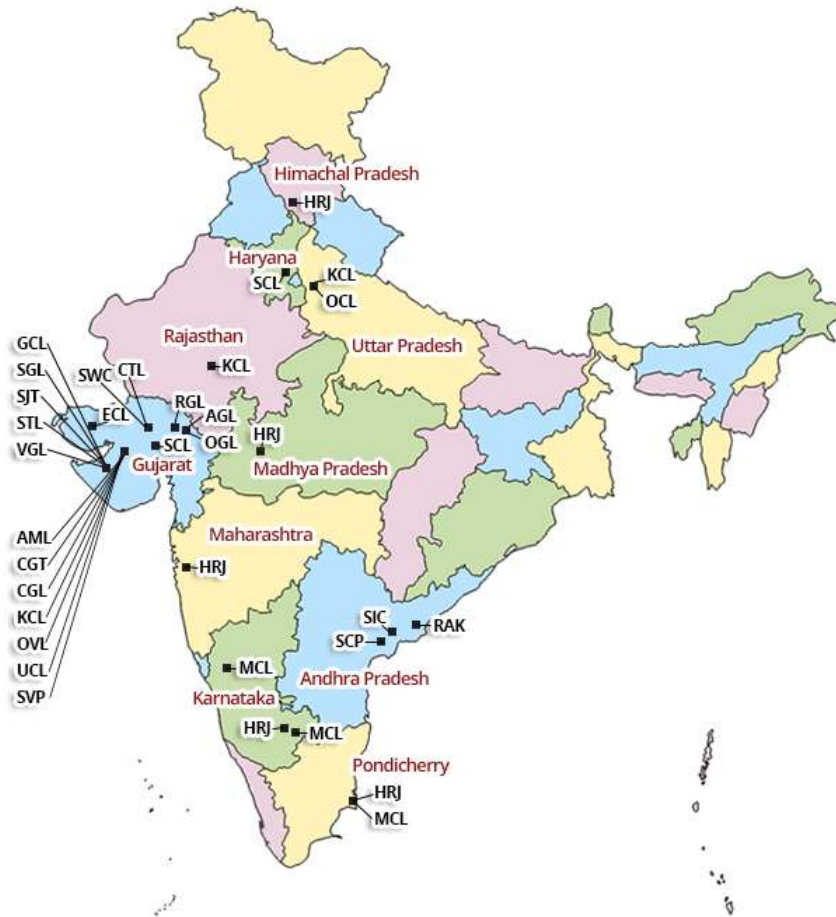 Himachal Pradesh
HRJ
Haryana
SCL
KCL
OCL
Rajasthan
Uttar Pradesh
KCL
GCL
SGL
SJT
STL
VGL
SWC
CTL
ECL
RGL
AGL
OGL
SCL
Gujarat
HRJ
Madhya Pradesh
AML
CGT
CGL
KCL
OVL
UCL
SVP
Maharashtra
HRJ
SIC
RAK
SCP
MCL
Andhra Pradesh
Karnataka
HRJ
MCL
Pondicherry
HRJ
MCL